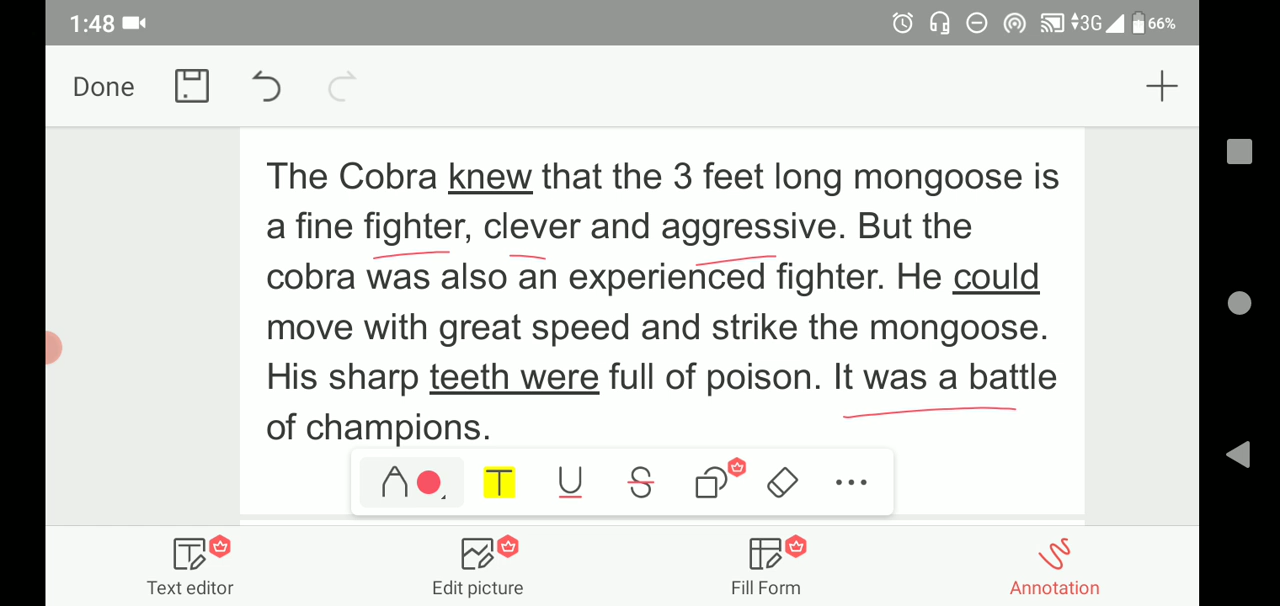 1:48 3G 66%
Done
The Cobra knew that the 3 feet long mongoose is
a fine fighter, clever and aggressive. But the
cobra was also an experienced fighter. He could
move with great speed and strike the mongoose.
His sharp teeth were full of poison. It was a battle
of champions.
T U S
Text editor Edit picture Fill Form Annotation